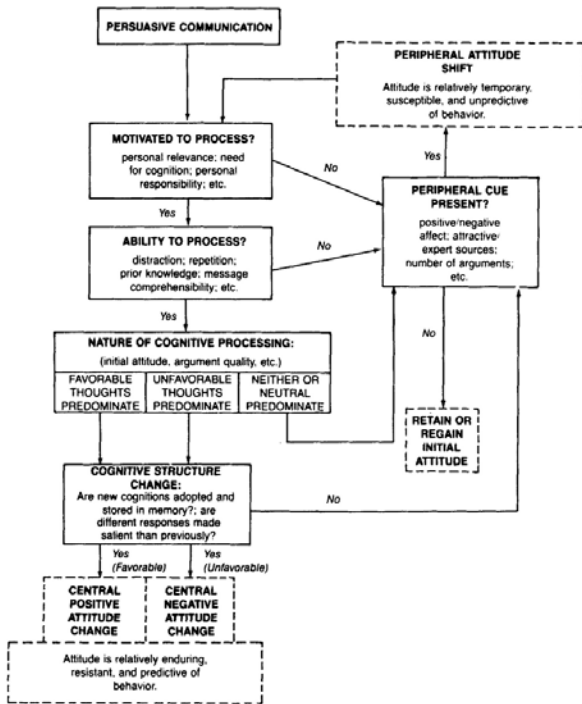 PERSUASIVE COMMUNICATION
PERIPHERAL ATTITUDE
SHIFT
Attitude is relatively temporary,
susceptible, and unpredictive
of behavior.
MOTIVATED TO PROCESS?
personal relevance; need
for cognition; personal
responsibility; etc.
No
Yes
Yes
PERIPHERAL CUE
PRESENT?
positive/negative
affect; attractive/
expert sources;
number of arguments;
etc.
ABILITY TO PROCESS?
distraction; repetition;
prior knowledge; message
comprehensibility; etc.
No
Yes
No
NATURE OF COGNITIVE PROCESSING:
(initial attitude, argument quality, etc.)
FAVORABLE
THOUGHTS
PREDOMINATE
UNFAVORABLE
THOUGHTS
PREDOMINATE
NEITHER OR
NEUTRAL
PREDOMINATE
RETAIN OR
REGAIN
INITIAL
ATTITUDE
COGNITIVE STRUCTURE
CHANGE:
Are new cognitions adopted and
stored in memory?; are
different responses made
salient than previously?
No
Yes
(Favorable)
Yes
(Unfavorable)
CENTRAL
POSITIVE
ATTITUDE
CHANGE
CENTRAL
NEGATIVE
ATTITUDE
CHANGE
Attitude is relatively enduring,
resistant, and predictive of
behavior.